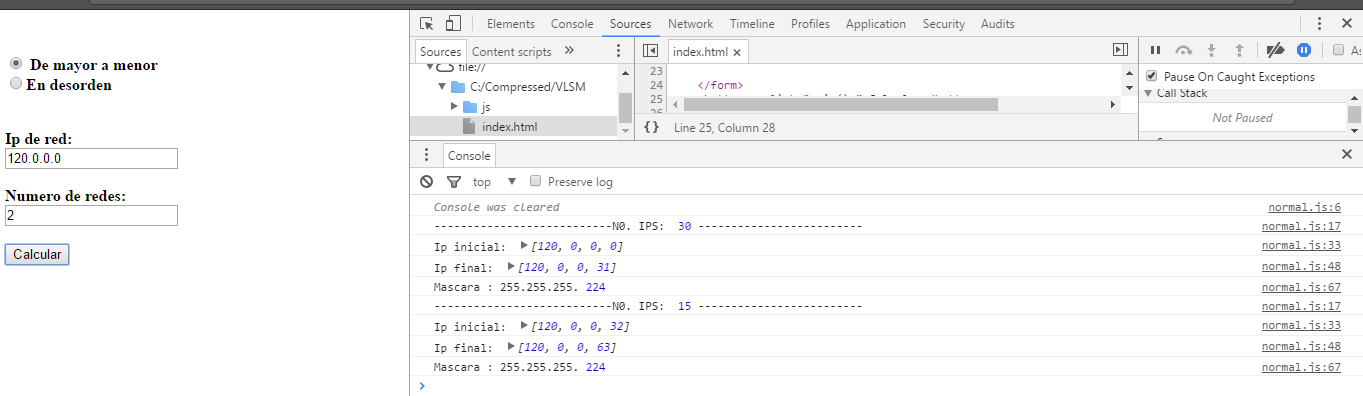 De mayor a menor
En desorden
Ip de red:
120.0.0.0
Numero de redes:
2
Calcular
Elements Console Sources Network Timeline Profiles Application Security Audits
Sources Content scripts »
file://
C:/Compressed/VLSM
js
index.html
index.html ×
23
24 </form>
25
26
{} Line 25, Column 28
A:
Pause On Caught Exceptions
Call Stack
Not Paused
Console
top Preserve log
Console was cleared normal.js:6
---------------------------N0. IPS: 30 ------------------------- normal.js:17
Ip inicial: [120, 0, 0, 0] normal.js:33
Ip final: [120, 0, 0, 31] normal.js:48
Mascara : 255.255.255. 224 normal.js:67
---------------------------N0. IPS: 15 ------------------------- normal.js:17
Ip inicial: [120, 0, 0, 32] normal.js:33
Ip final: [120, 0, 0, 63] normal.js:48
Mascara : 255.255.255. 224 normal.js:67